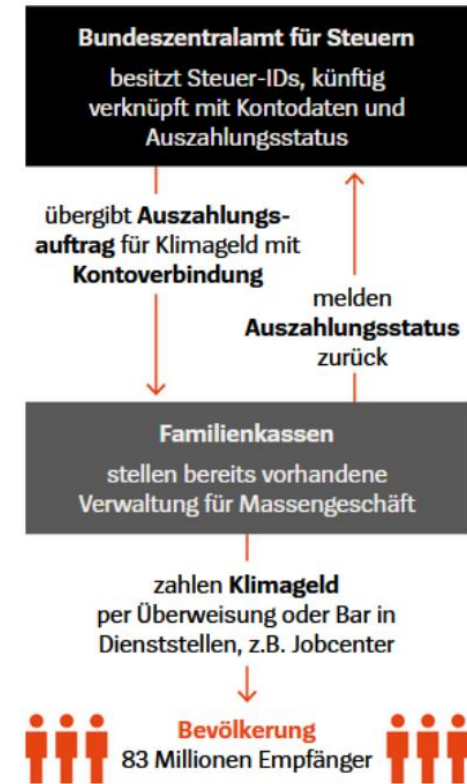 Bundeszentralamt für Steuern
besitzt Steuer-IDs, künftig
verknüpft mit Kontodaten und
Auszahlungsstatus
übergibt Auszahlungs-
auftrag für Klimageld mit
Kontoverbindung
melden
Auszahlungsstatus
zurück
Familienkassen
stellen bereits vorhandene
Verwaltung für Massengeschäft
zahlen Klimageld
per Überweisung oder Bar in
Dienststellen, z.B. Jobcenter
Bevölkerung
83 Millionen Empfänger